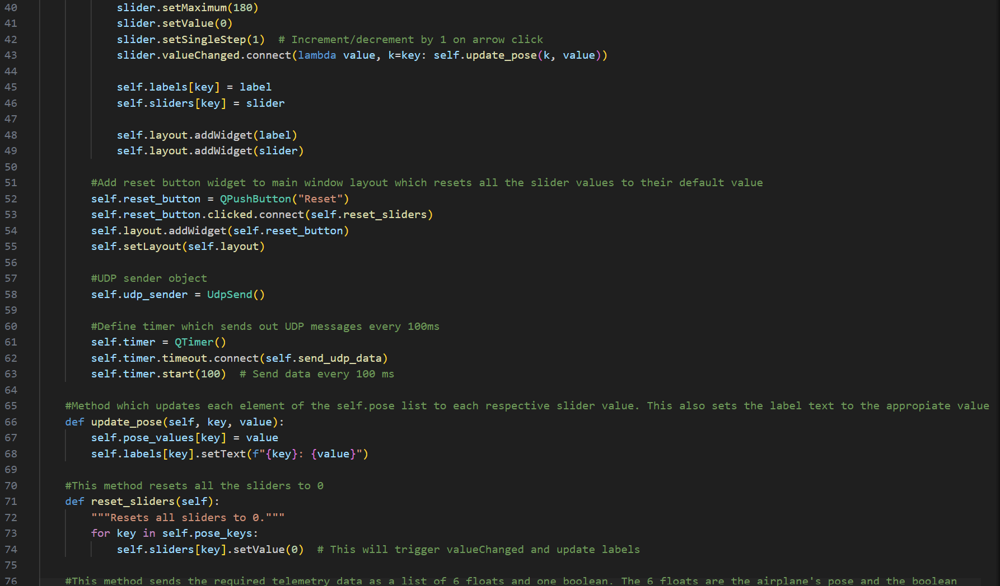 40 slider.setMaximum(180)
41 slider.setValue(0)
42 slider.setSingleStep(1)  # Increment/decrement by 1 on arrow click
43 slider.valueChanged.connect(lambda value, k=key: self.update_pose(k, value))
44
45 self.labels[key] = label
46 self.sliders[key] = slider
47
48 self.layout.addWidget(label)
49 self.layout.addWidget(slider)
50
51 #Add reset button widget to main window layout which resets all the slider values to their default value
52 self.reset_button = QPushButton("Reset")
53 self.reset_button.clicked.connect(self.reset_sliders)
54 self.layout.addWidget(self.reset_button)
55 self.setLayout(self.layout)
56
57 #UDP sender object
58 self.udp_sender = UdpSend()
59
60 #Define timer which sends out UDP messages every 100ms
61 self.timer = QTimer()
62 self.timer.timeout.connect(self.send_udp_data)
63 self.timer.start(100)  # Send data every 100 ms
64
65 #Method which updates each element of the self.pose list to each respective slider value. This also sets the label text to the appropiate value
66 def update_pose(self, key, value):
67 self.pose_values[key] = value
68 self.labels[key].setText(f"{key}: {value}")
69
70 #This method resets all the sliders to 0
71 def reset_sliders(self):
72 """Resets all sliders to 0."""
73 for key in self.pose_keys:
74 self.sliders[key].setValue(0)  # This will trigger valueChanged and update labels
75
76 #This method sends the required telemetry data as a list of 6 floats and one boolean. The 6 floats are the airplane's pose and the boolean